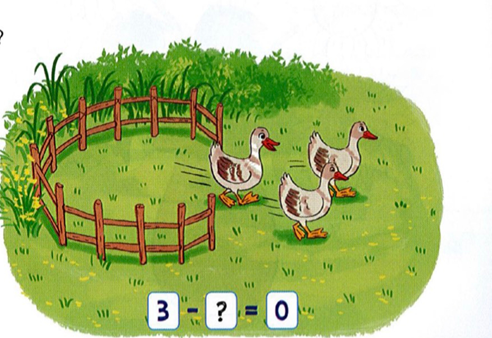 ?
3 - ? = 0